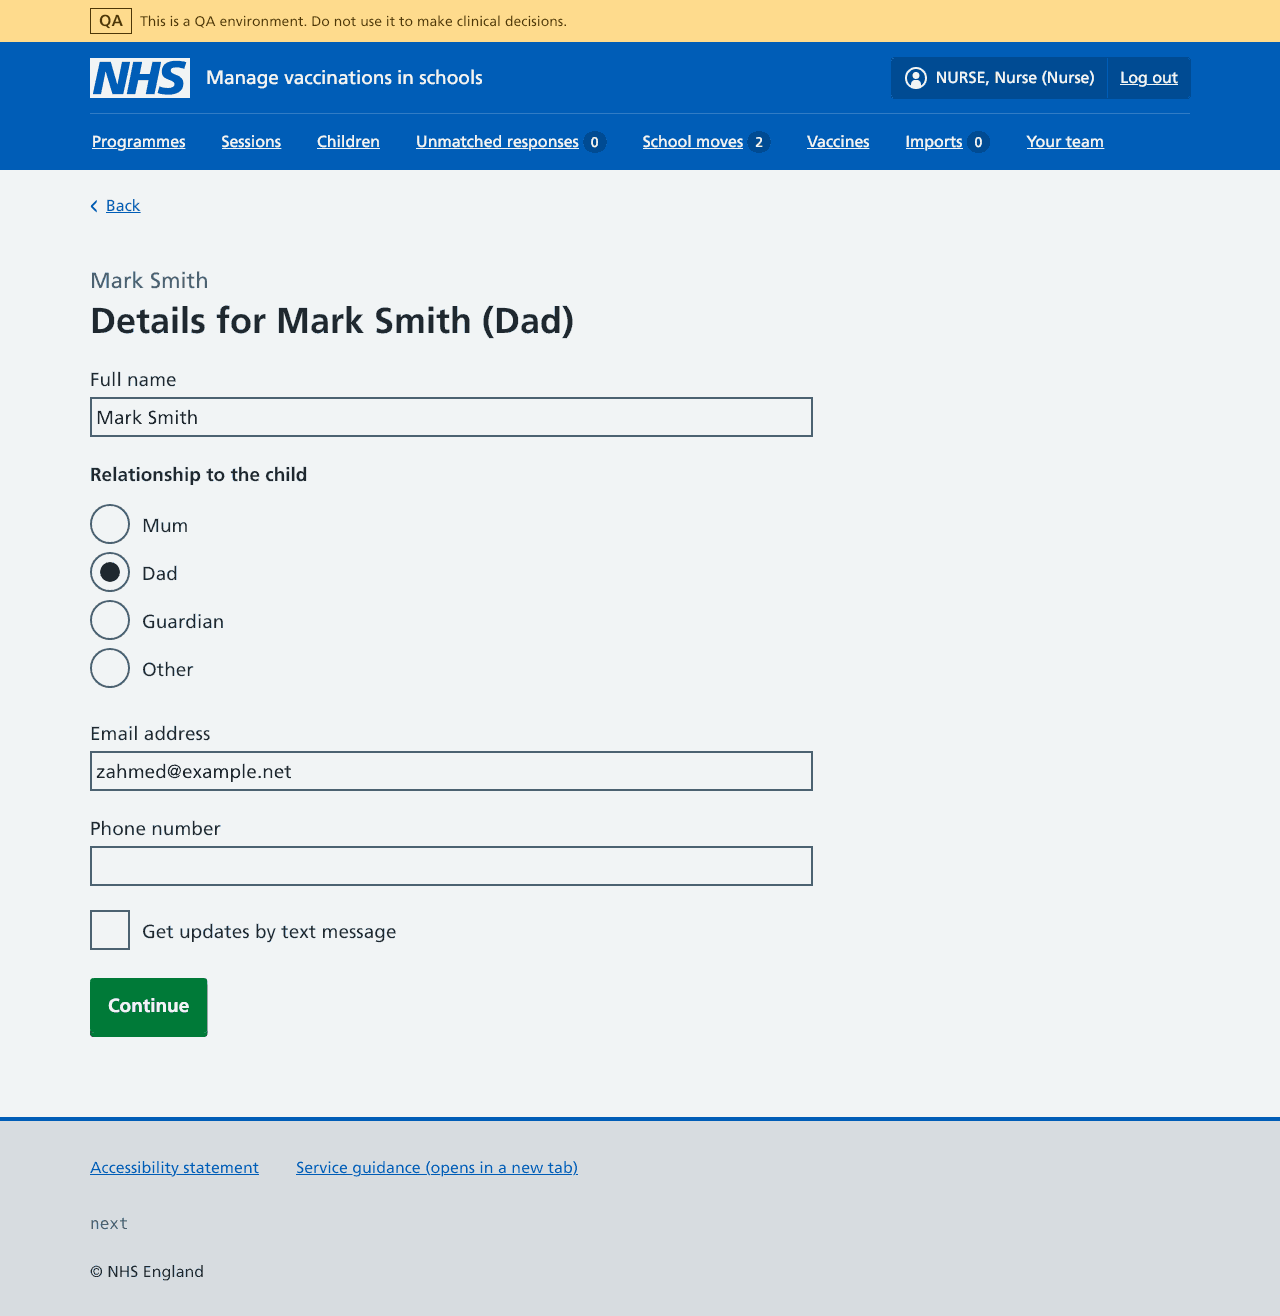 QA This is a QA environment. Do not use it to make clinical decisions.
NHS Manage vaccinations in schools NURSE, Nurse (Nurse) Log out
Programmes Sessions Children Unmatched responses 0 School moves 2 Vaccines Imports 0 Your team
Back
Mark Smith
Details for Mark Smith (Dad)
Full name
Mark Smith
Relationship to the child
Mum
Dad
Guardian
Other
Email address
zahmed@example.net
Phone number
Get updates by text message
Continue
Accessibility statement Service guidance (opens in a new tab)
next
© NHS England